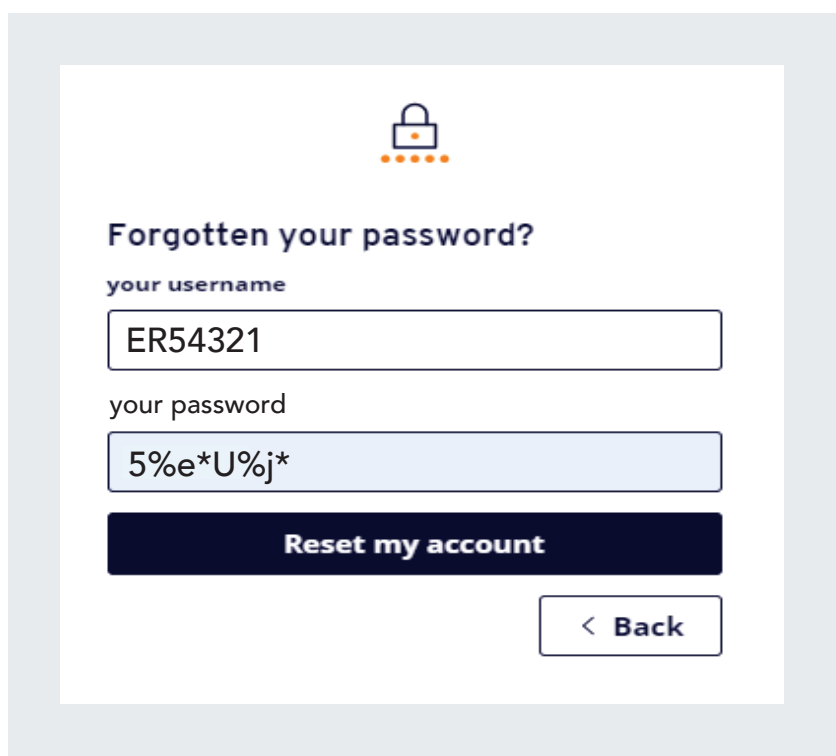 Forgotten your password?
your username
ER54321
your password
5%e*U%j*
Reset my account
< Back